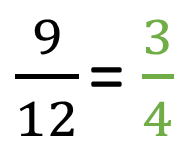 9/12 = 3/4